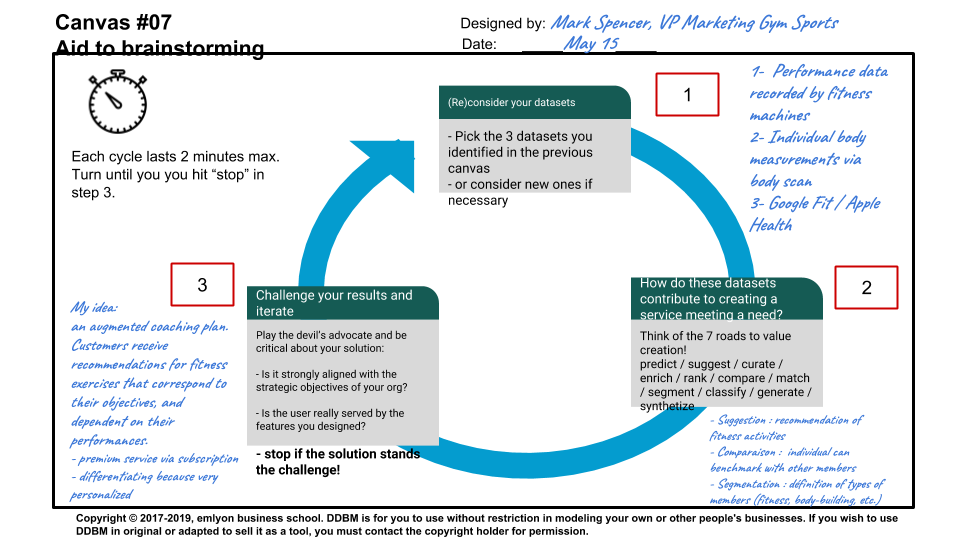 Canvas #07
Aid to brainstorming
Designed by: Mark Spencer, VP Marketing Gym Sports
Date: ______May 15_____
Each cycle lasts 2 minutes max.
Turn until you you hit “stop” in
step 3.
(Re)consider your datasets
- Pick the 3 datasets you
identified in the previous
canvas
- or consider new ones if
necessary
1
1- Performance data
recorded by fitness
machines
2- Individual body
measurements via
body scan
3- Google Fit / Apple
Health
How do these datasets
contribute to creating a
service meeting a need?
Think of the 7 roads to value
creation!
predict / suggest / curate /
enrich / rank / compare / match
/ segment / classify / generate /
synthetize
2
- Suggestion : recommendation of
fitness activities
- Comparaison : individual can
benchmark with other members
- Segmentation : définition of types of
members (fitness, body-building, etc.)
3
Challenge your results and
iterate
Play the devil's advocate and be
critical about your solution:
- Is it strongly aligned with the
strategic objectives of your org?
- Is the user really served by the
features you designed?
- stop if the solution stands
the challenge!
My idea:
an augmented coaching plan.
Customers receive
recommendations for fitness
exercises that correspond to
their objectives, and
dependent on their
performances.
- premium service via subscription
- differentiating because very
personalized
Copyright © 2017-2019, emlyon business school. DDBM is for you to use without restriction in modeling your own or other people's businesses. If you wish to use
DDBM in original or adapted to sell it as a tool, you must contact the copyright holder for permission.